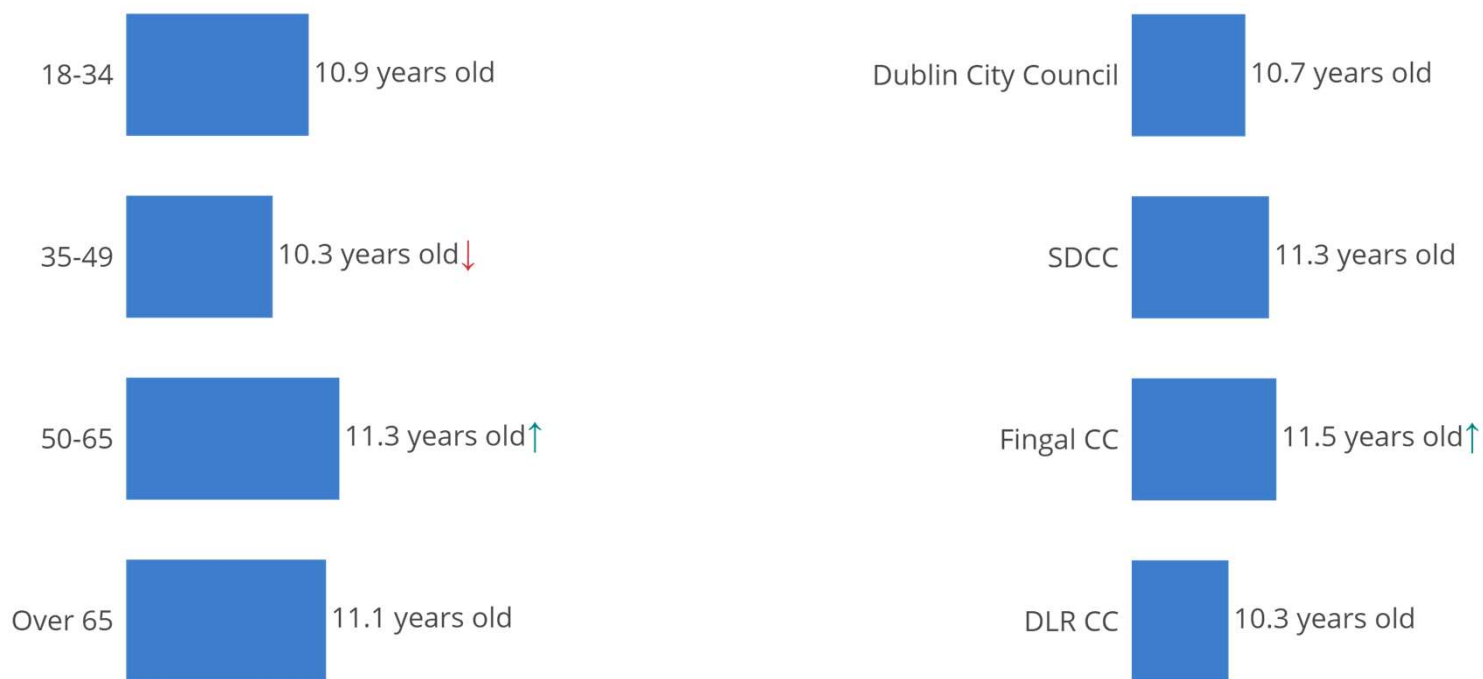 18-34 10.9 years old
35-49 10.3 years old↓
50-65 11.3 years old↑
Over 65 11.1 years old
Dublin City Council 10.7 years old
SDCC 11.3 years old
Fingal CC 11.5 years old↑
DLR CC 10.3 years old